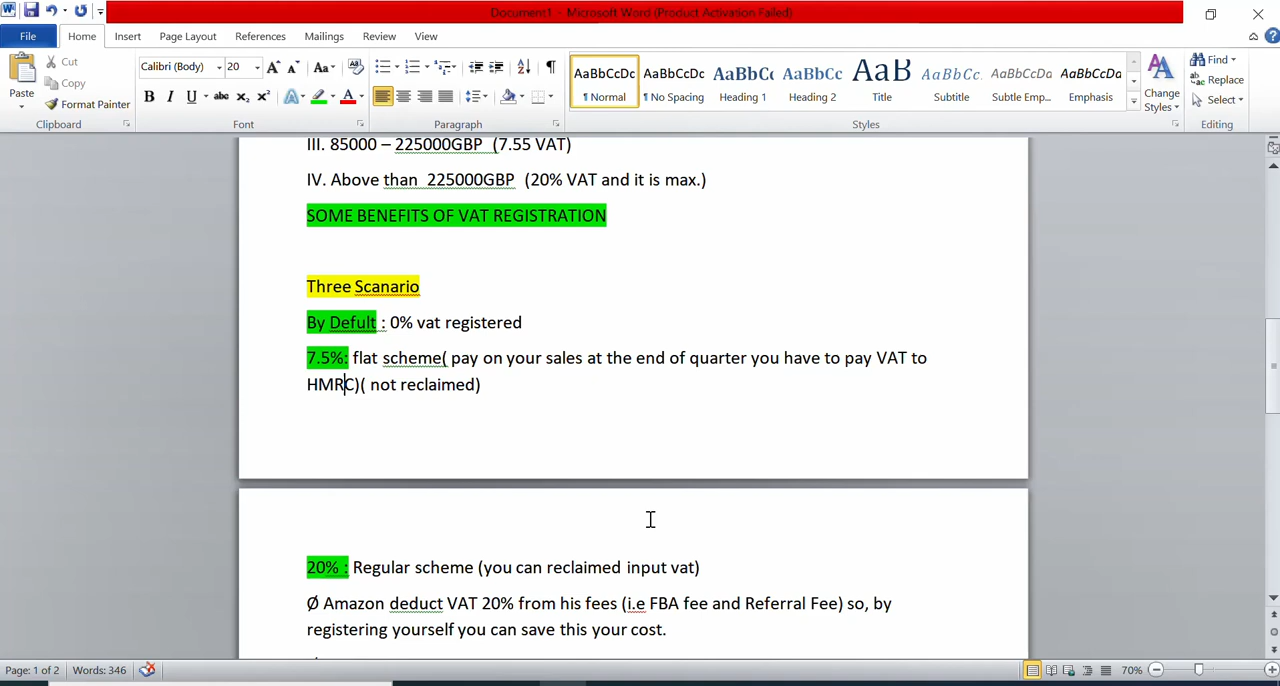 Document1 - Microsoft Word (Product Activation Failed)
File Home Insert Page Layout References Mailings Review View
Paste
Cut
Copy
Format Painter
Clipboard
Calibri (Body) 20 Aa
B I U abc X₂ X² A A
Font
Paragraph
AaBbCcDc AaBbCcDc AaBbCc AaBbCc AaB AaBbCc. AaBbCcDa AaBbCcDa
¶ Normal ¶ No Spacing Heading 1 Heading 2 Title Subtitle Subtle Emp... Emphasis
Styles
Change Styles
Find
Replace
Select
Editing
III. 85000 – 225000GBP (7.55 VAT)
IV. Above than 225000GBP (20% VAT and it is max.)
SOME BENEFITS OF VAT REGISTRATION
Three Scanario
By Defult : 0% vat registered
7.5%: flat scheme( pay on your sales at the end of quarter you have to pay VAT to
HMRC)( not reclaimed)
20% : Regular scheme (you can reclaimed input vat)
Ø Amazon deduct VAT 20% from his fees (i.e FBA fee and Referral Fee) so, by
registering yourself you can save this your cost.
Page: 1 of 2 Words: 346 70%